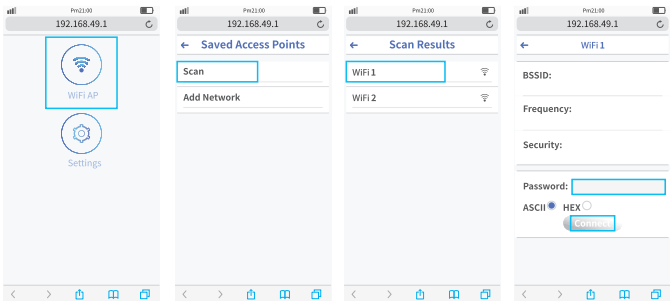 Pm21:00
192.168.49.1
WiFi AP
Settings
Pm21:00
192.168.49.1
Saved Access Points
Scan
Add Network
Pm21:00
192.168.49.1
Scan Results
WiFi 1
WiFi 2
Pm21:00
192.168.49.1
WiFi 1
BSSID:
Frequency:
Security:
Password:
ASCII HEX
Connect